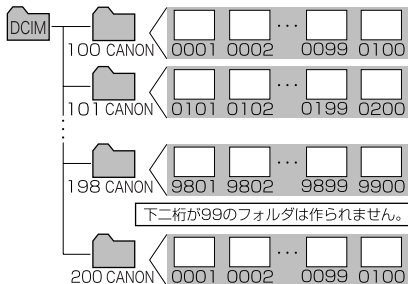 DCIM
100 CANON 0001 0002 ... 0099 0100
101 CANON 0101 0102 ... 0199 0200
198 CANON 9801 9802 ... 9899 9900
下二桁が99のフォルダは作られません。
200 CANON 0001 0002 ... 0099 0100